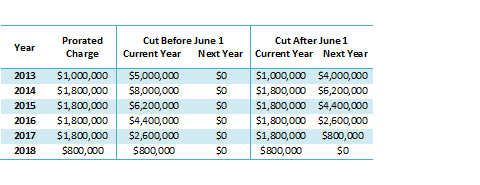 Year Prorated Charge Cut Before June 1 Cut After June 1
Current Year Next Year Current Year Next Year
2013 $1,000,000 $5,000,000 $0 $1,000,000 $4,000,000
2014 $1,800,000 $8,000,000 $0 $1,800,000 $6,200,000
2015 $1,800,000 $6,200,000 $0 $1,800,000 $4,400,000
2016 $1,800,000 $4,400,000 $0 $1,800,000 $2,600,000
2017 $1,800,000 $2,600,000 $0 $1,800,000 $800,000
2018 $800,000 $800,000 $0 $800,000 $0